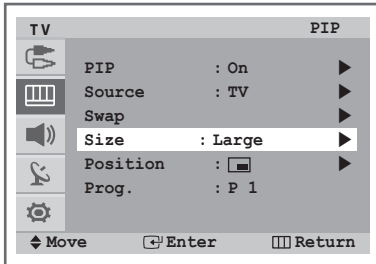 TV PIP
PIP : On
Source : TV
Swap
Size : Large
Position :
Prog. : P 1
Move Enter Return